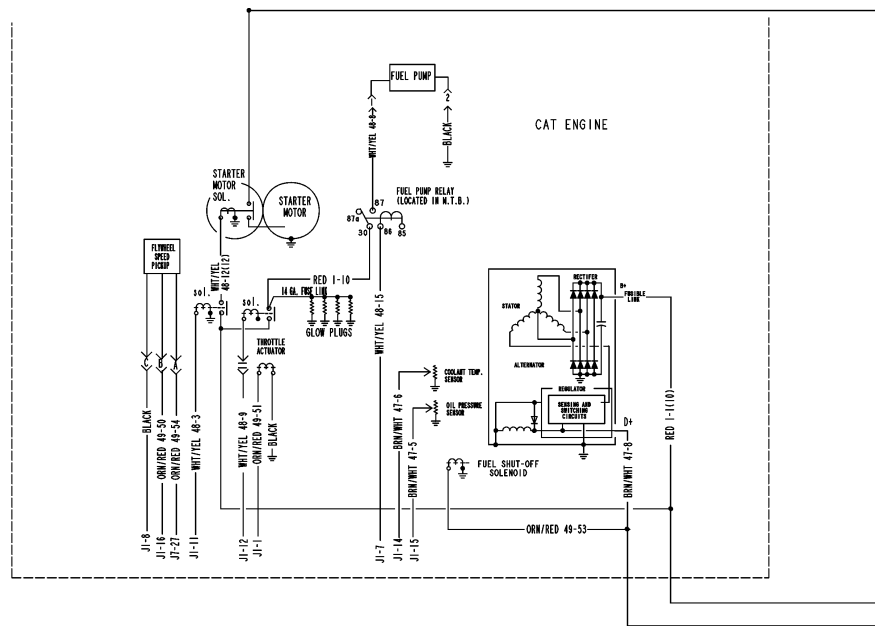 FUEL PUMP
1
2
WHT/YEL 48-8
BLACK
CAT ENGINE
STARTER
MOTOR
SOL.
STARTER
MOTOR
FUEL PUMP RELAY
(LOCATED IN N.T.B.)
87
87a
30
86
85
FLYWHEEL
SPEED
PICKUP
WHT/YEL
48-12(12)
RED 1-10
14 GA. FUSE LINK
sol.
sol.
GLOW PLUGS
THROTTLE
ACTUATOR
WHT/YEL 48-15
RECTIFER
B+
FUSIBLE
LINK
STATOR
ALTERNATOR
REGULATOR
SENSING AND
SWITCHING
CIRCUITS
D+
COOLANT TEMP.
SENSOR
OIL PRESSURE
SENSOR
C
B
A
BLACK
ORN/RED 49-50
ORN/RED 49-54
WHT/YEL 48-3
WHT/YEL 48-9
ORN/RED 49-51
BLACK
BRN/WHT 47-6
BRN/WHT 47-5
FUEL SHUT-OFF
SOLENOID
BRN/WHT 47-8
RED 1-1(10)
ORN/RED 49-53
J1-8
J1-16
J7-27
J1-11
J1-12
J1-1
J1-7
J1-14
J1-15